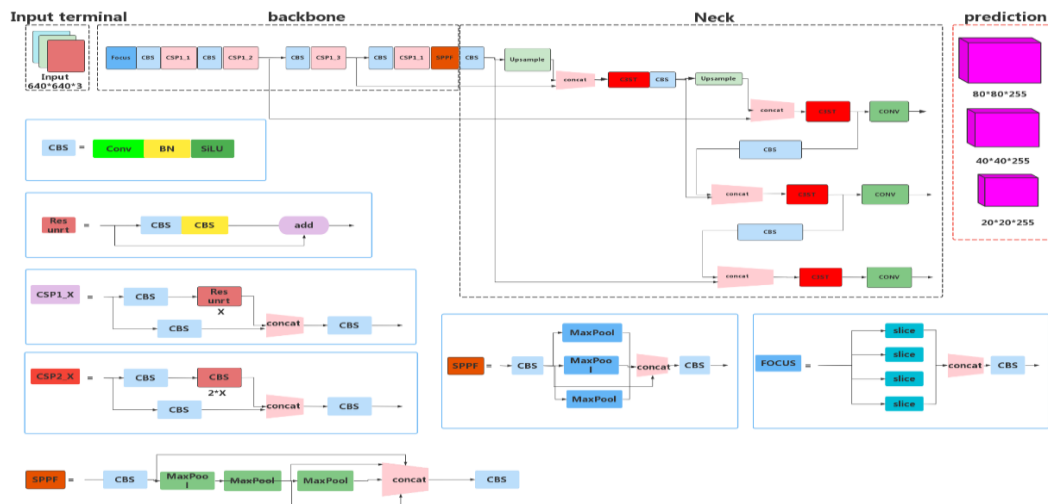 Input terminal
backbone
Neck
prediction
Input
640*640*3
Focus
CBS
CSP1_1
CBS
CSP1_2
CBS
CSP1_3
CBS
CSP1_1
SPPF
CBS
Upsample
concat
CBS
Upsample
concat
CONV
CBS
concat
CONV
CBS
concat
CONV
80*80*255
40*40*255
20*20*255
CBS = Conv BN SiLU
Res
unrt
=
CBS CBS add
CSP1_X =
CBS
Res
unrt
X
CBS
concat
CBS
CSP2_X =
CBS
CBS
2*X
CBS
concat
CBS
SPPF =
CBS
MaxPool
MaxPoo
l
MaxPool
concat
CBS
FOCUS =
slice
slice
slice
slice
concat
CBS
SPPF =
CBS
MaxPoo
l
MaxPool
MaxPool
concat
CBS